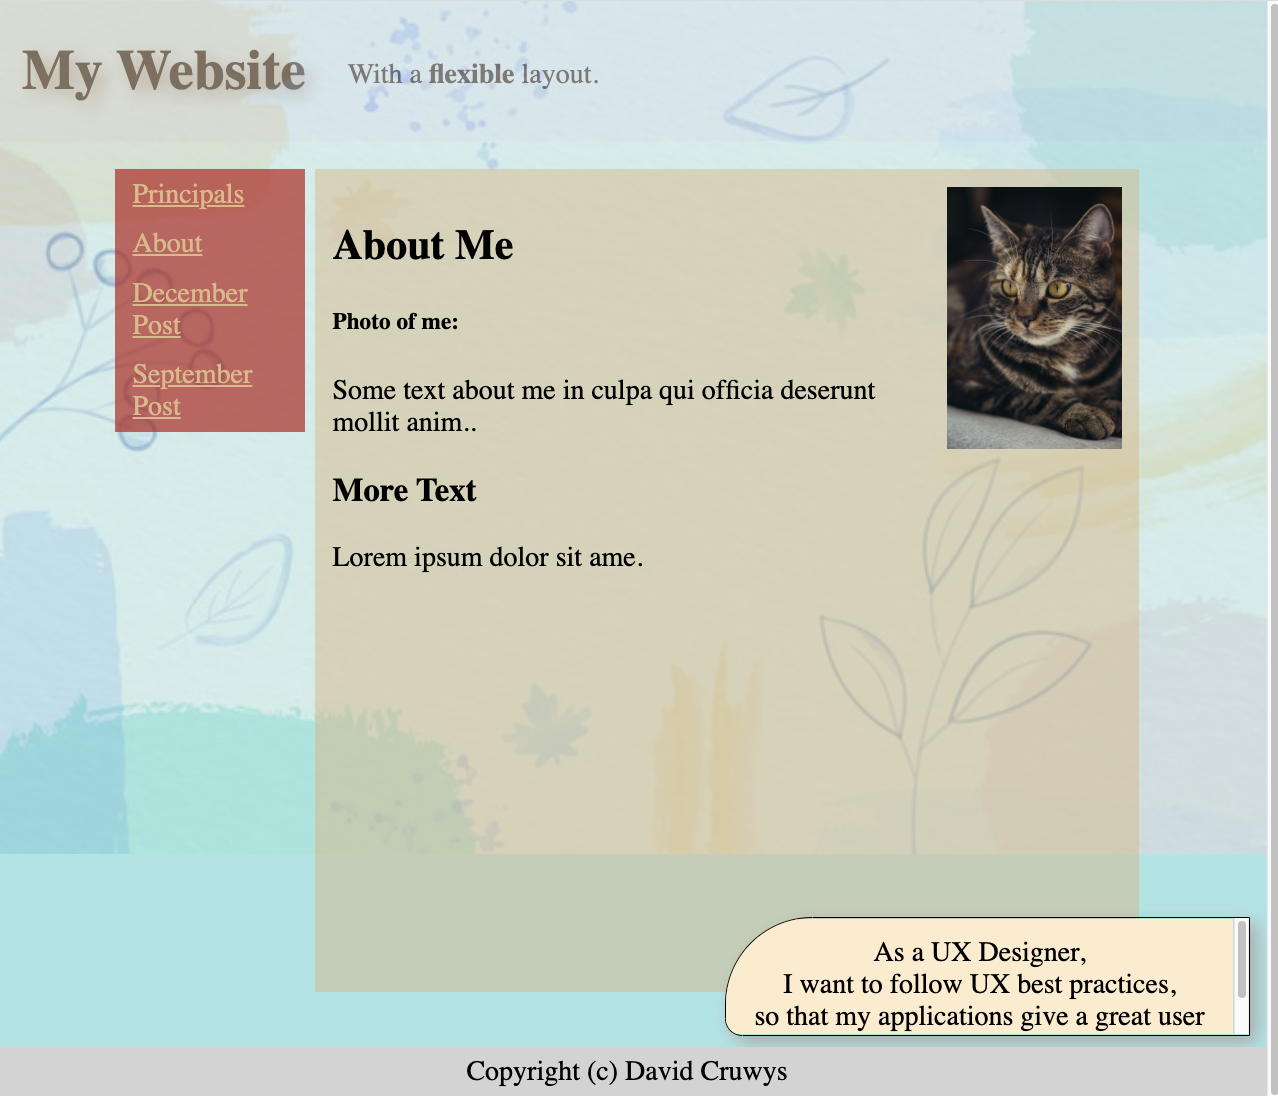 My Website
With a flexible layout.
Principals
About
December
Post
September
Post
About Me
Photo of me:
Some text about me in culpa qui officia deserunt
mollit anim..
More Text
Lorem ipsum dolor sit ame.
As a UX Designer,
I want to follow UX best practices,
so that my applications give a great user
Copyright (c) David Cruwys